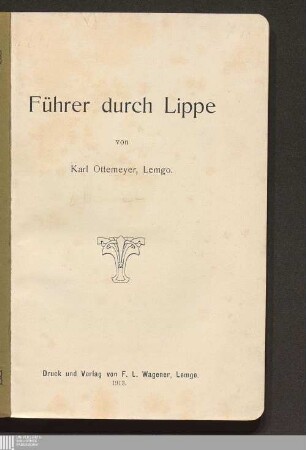 Führer durch Lippe
von
Karl Ottemeyer, Lemgo.
Druck und Verlag von F. L. Wagener, Lemgo.